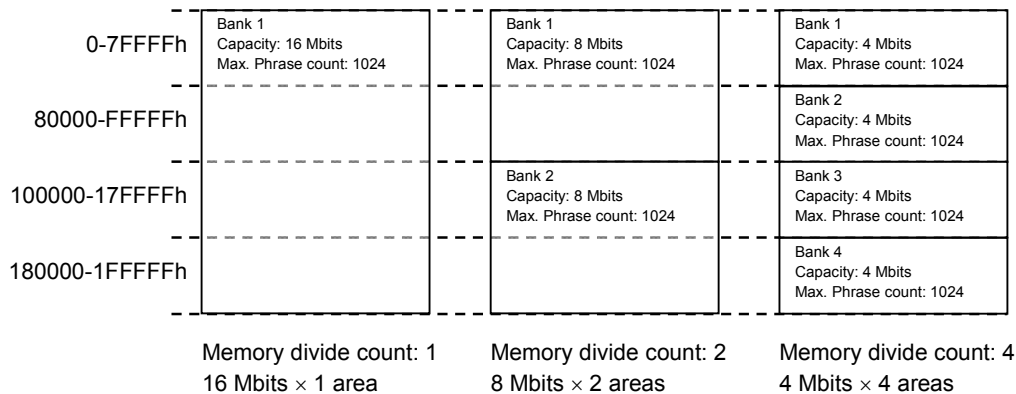 0-7FFFFh
80000-FFFFFh
100000-17FFFFh
180000-1FFFFFh
Bank 1
Capacity: 16 Mbits
Max. Phrase count: 1024
Memory divide count: 1
16 Mbits × 1 area
Bank 1
Capacity: 8 Mbits
Max. Phrase count: 1024
Bank 2
Capacity: 8 Mbits
Max. Phrase count: 1024
Memory divide count: 2
8 Mbits × 2 areas
Bank 1
Capacity: 4 Mbits
Max. Phrase count: 1024
Bank 2
Capacity: 4 Mbits
Max. Phrase count: 1024
Bank 3
Capacity: 4 Mbits
Max. Phrase count: 1024
Bank 4
Capacity: 4 Mbits
Max. Phrase count: 1024
Memory divide count: 4
4 Mbits × 4 areas